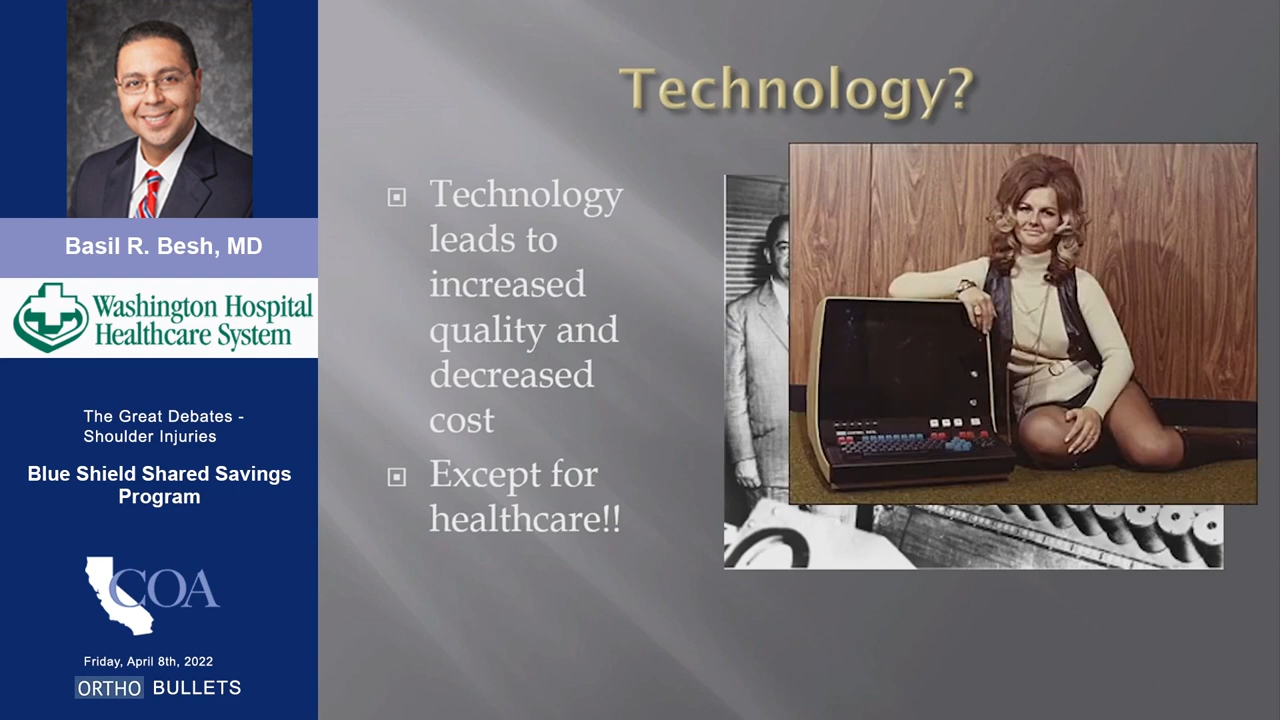 Basil R. Besh, MD
Washington Hospital
Healthcare System
The Great Debates -
Shoulder Injuries
Blue Shield Shared Savings
Program
COA
Friday, April 8th, 2022
ORTHO BULLETS
Technology?
Technology
leads to
increased
quality and
decreased
cost
Except for
healthcare!!